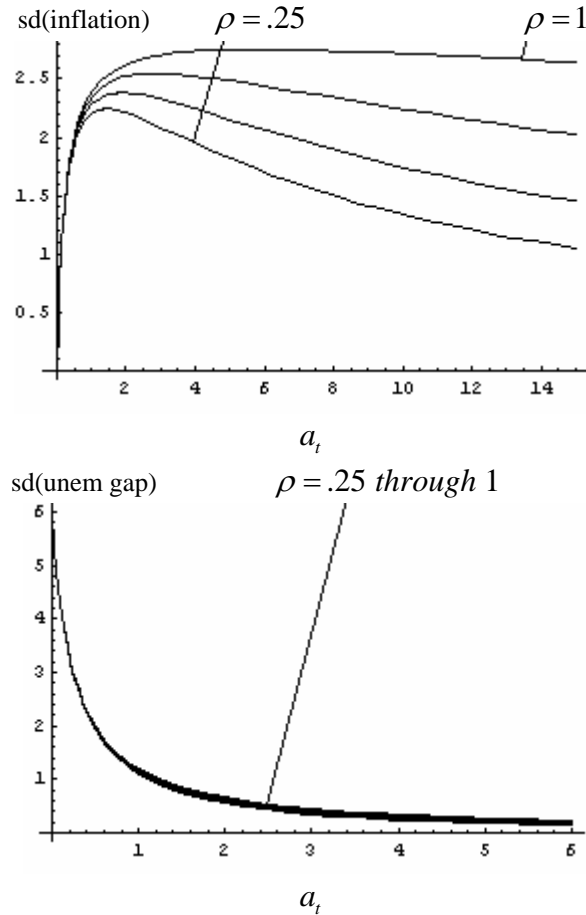 sd(inflation) ρ = .25 ρ = 1
2.5
2
1.5
1
0.5
2 4 6 8 10 12 14
a_t
sd(unem gap) ρ = .25 through 1
6
5
4
3
2
1
1 2 3 4 5 6
a_t